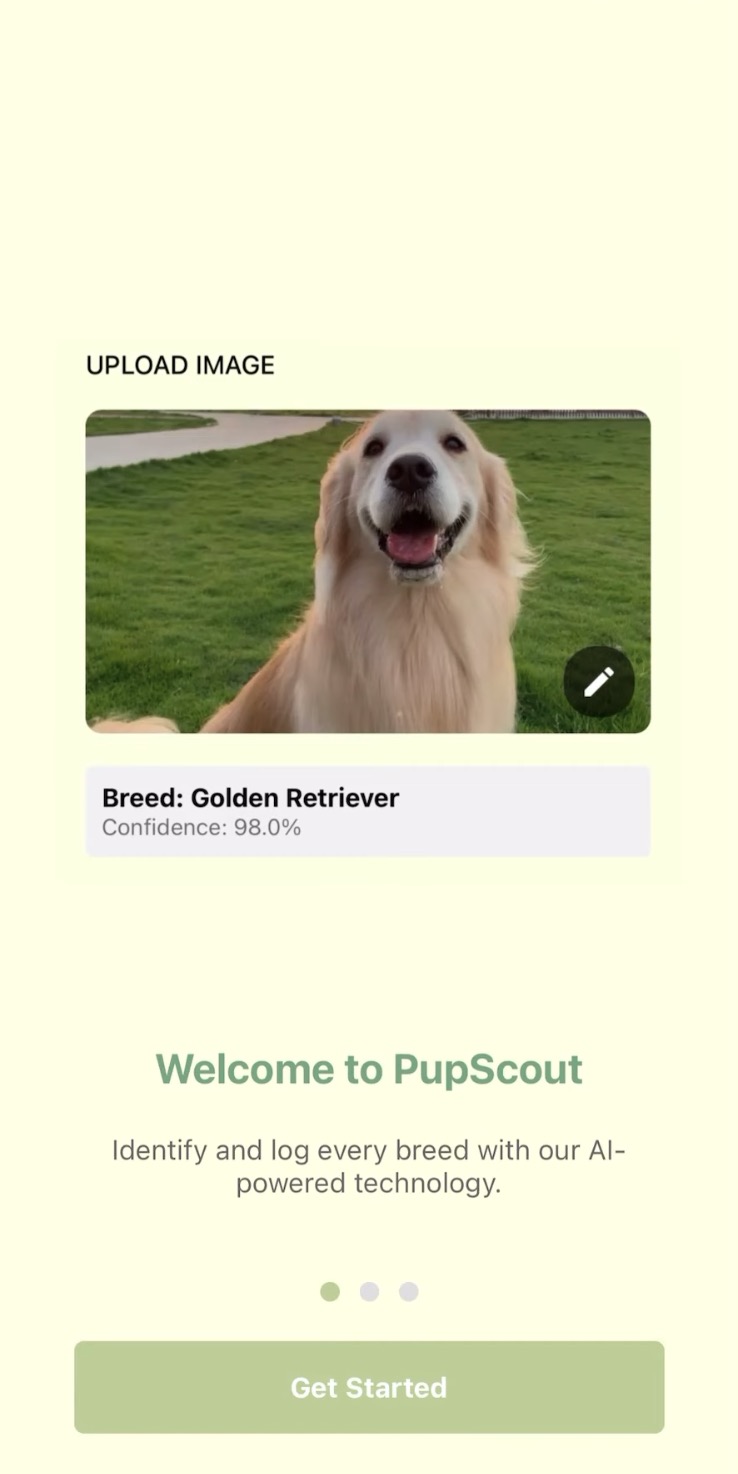 UPLOAD IMAGE
Breed: Golden Retriever
Confidence: 98.0%
Welcome to PupScout
Identify and log every breed with our AI-
powered technology.
Get Started